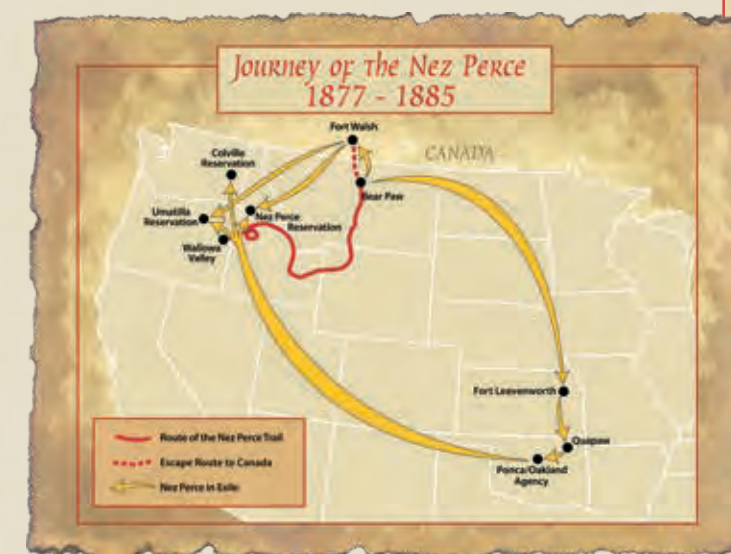 Journey of the Nez Perce
1877 - 1885
Fort Walsh
CANADA
Colville
Reservation
Bear Paw
Umatilla
Reservation
Nez Perce
Reservation
Wallowa
Valley
Fort Leavenworth
Quapaw
Ponca/Oakland
Agency
Route of the Nez Perce Trail
Escape Route to Canada
Nez Perce in Exile